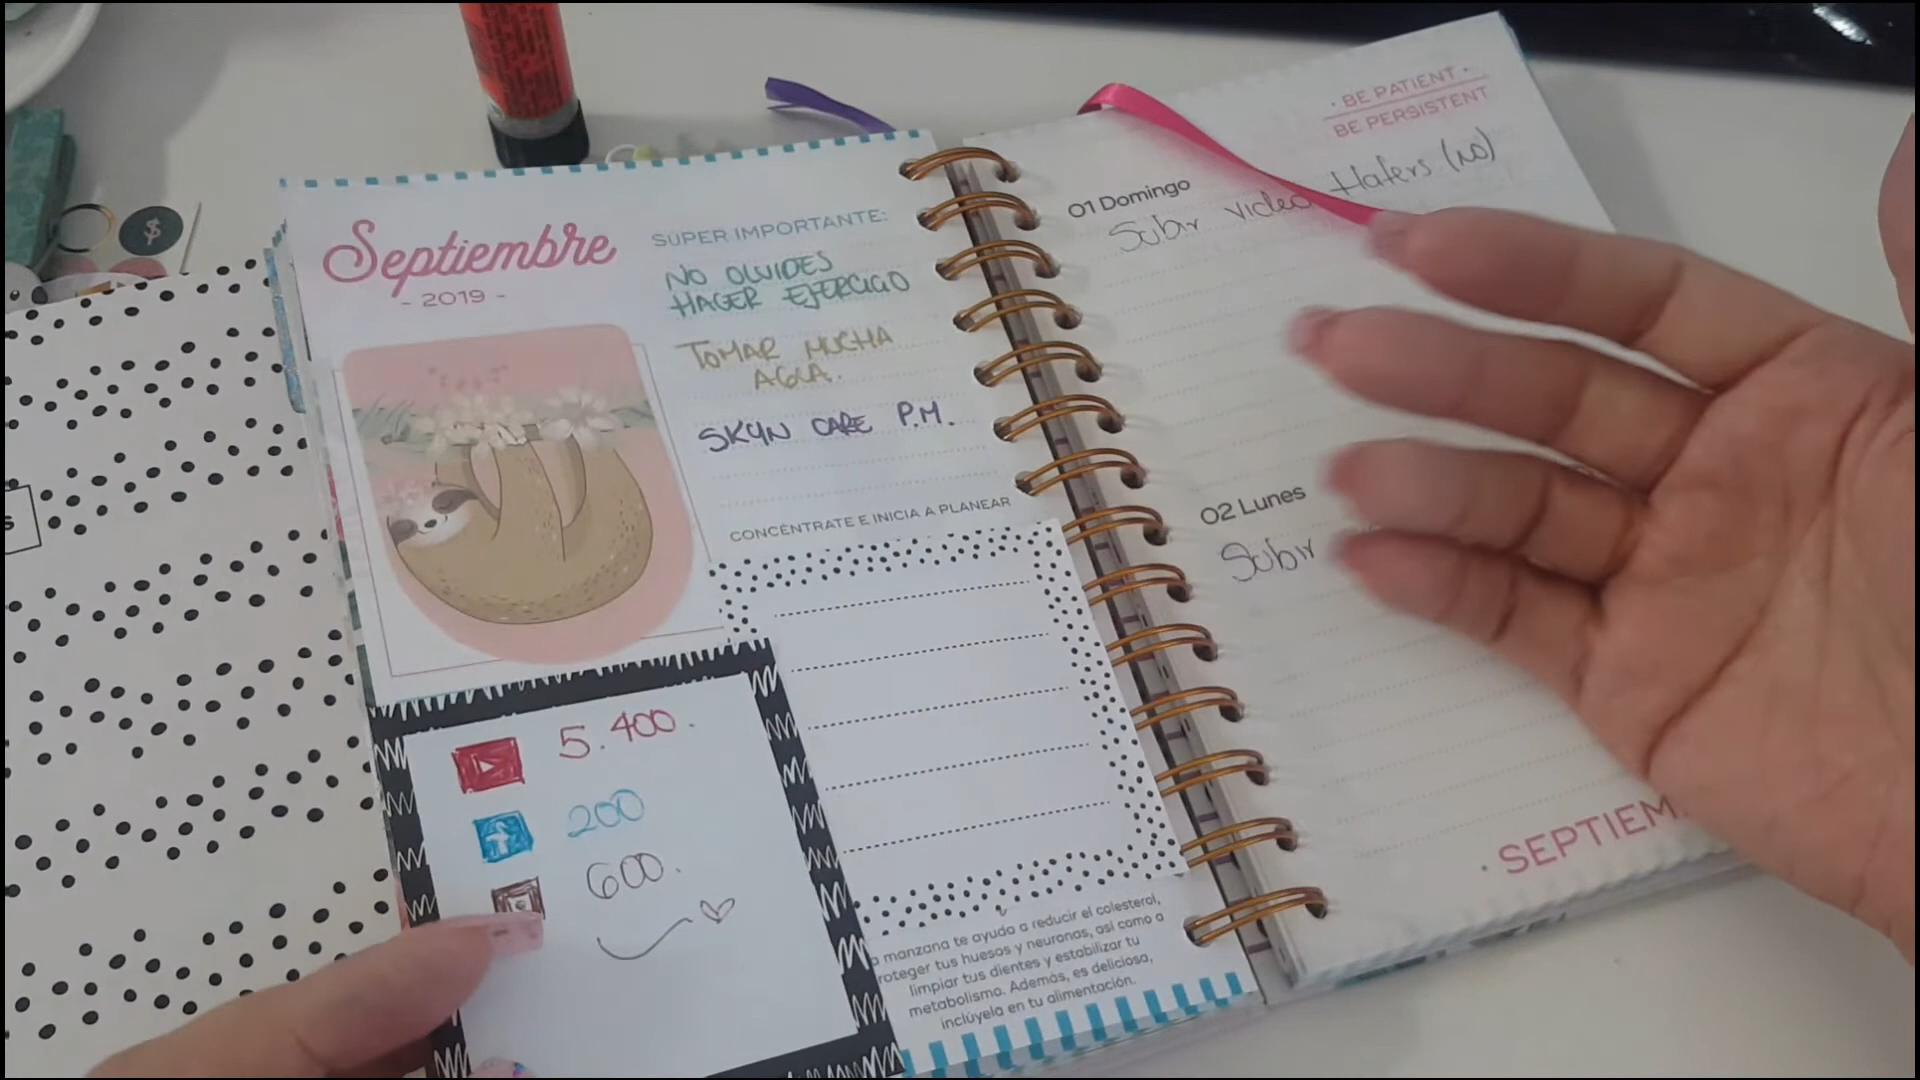 Septiembre
- 2019 -
SUPER IMPORTANTE:
NO OLVIDES
HACER EJERCICIO
TOMAR MUCHA
AGUA.
SKYN CARE P.M.
CONCÉNTRATE E INICIA A PLANEAR
5.400.
200
600.
a manzana te ayuda a reducir el colesterol,
roteger tus huesos y neuronas, así como a
limpiar tus dientes y estabilizar tu
metabolismo. Además, es deliciosa,
inclúyela en tu alimentación.
· BE PATIENT ·
BE PERSISTENT
01 Domingo
Subir video Haters (NO)
02 Lunes
Subir
· SEPTIEM
$
s